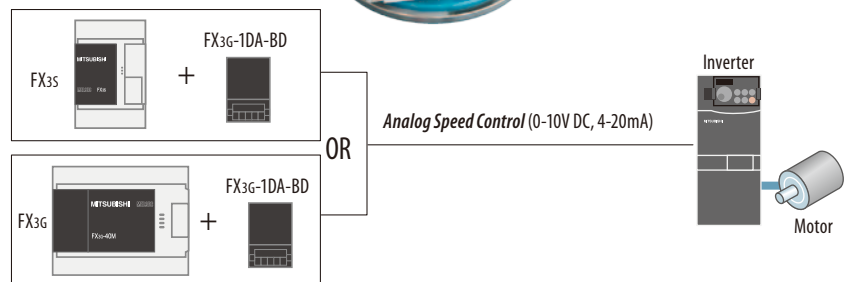 FX3S
MITSUBISHI
FX3S
+
FX3G-1DA-BD
OR
FX3G
MITSUBISHI
FX3G-40M
+
FX3G-1DA-BD
Analog Speed Control (0-10V DC, 4-20mA)
Inverter
MITSUBISHI
Motor